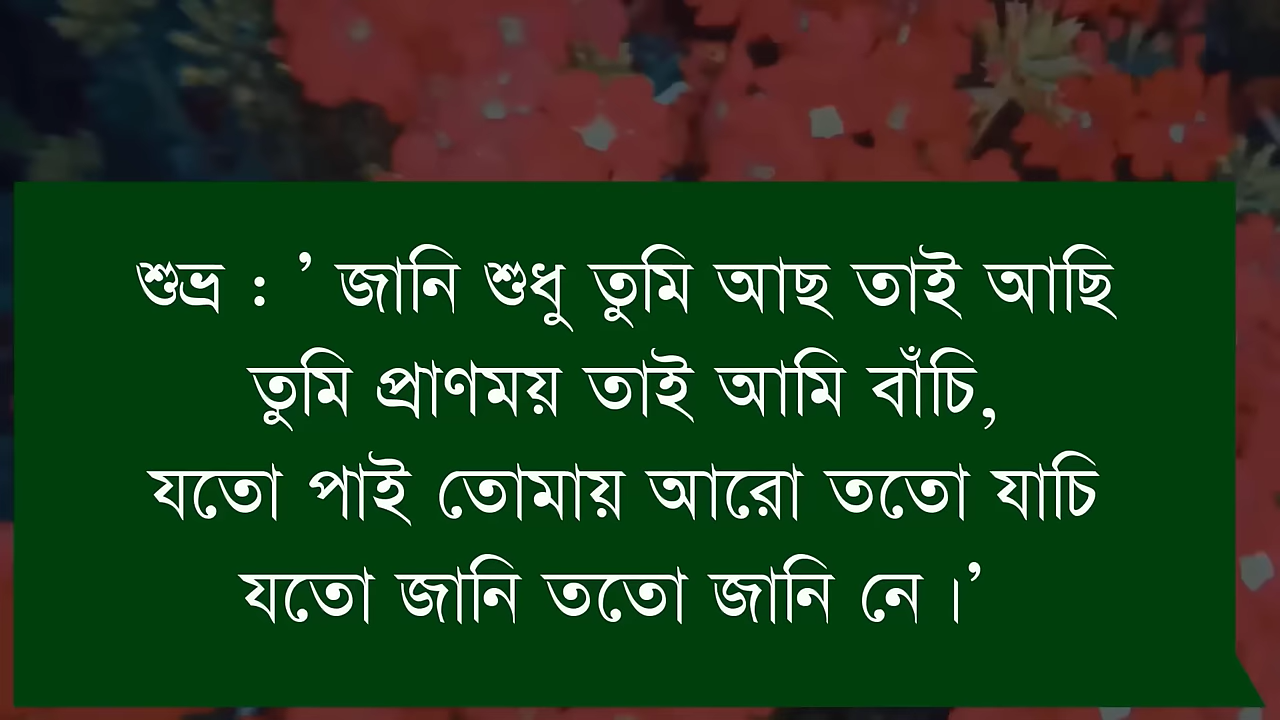 শুভ্র : ’ জানি শুধু তুমি আছ তাই আছি
তুমি প্রাণময় তাই আমি বাঁচি,
যতো পাই তোমায় আরো ততো যাচি
যতো জানি ততো জানি নে।’